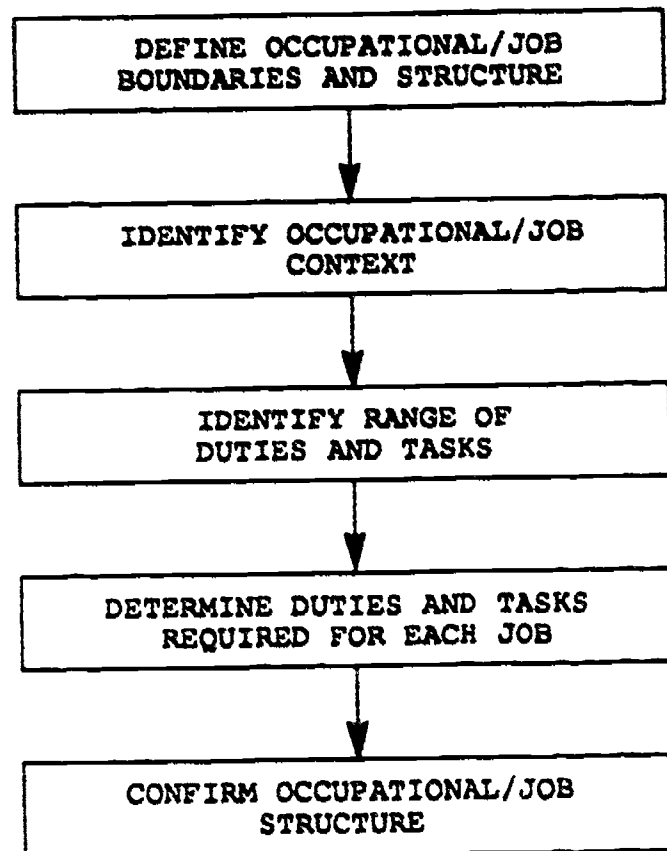 DEFINE OCCUPATIONAL/JOB
BOUNDARIES AND STRUCTURE
IDENTIFY OCCUPATIONAL/JOB
CONTEXT
IDENTIFY RANGE OF
DUTIES AND TASKS
DETERMINE DUTIES AND TASKS
REQUIRED FOR EACH JOB
CONFIRM OCCUPATIONAL/JOB
STRUCTURE